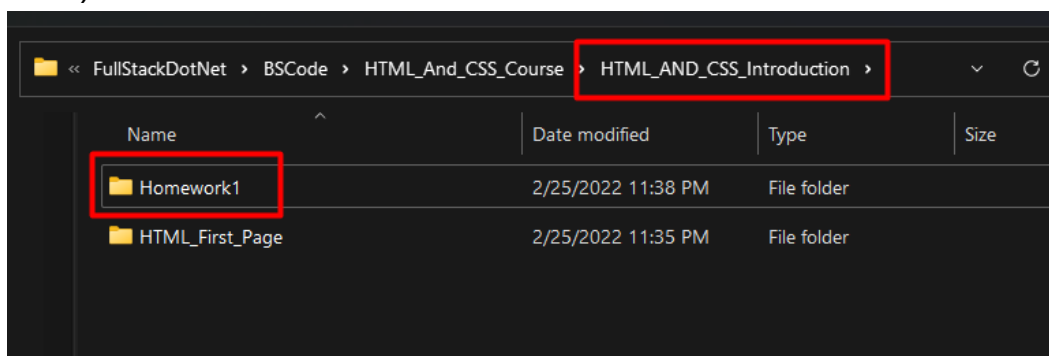 « FullStackDotNet › BSCode › HTML_And_CSS_Course › HTML_AND_CSS_Introduction ›
Name Date modified Type Size
Homework1 2/25/2022 11:38 PM File folder
HTML_First_Page 2/25/2022 11:35 PM File folder